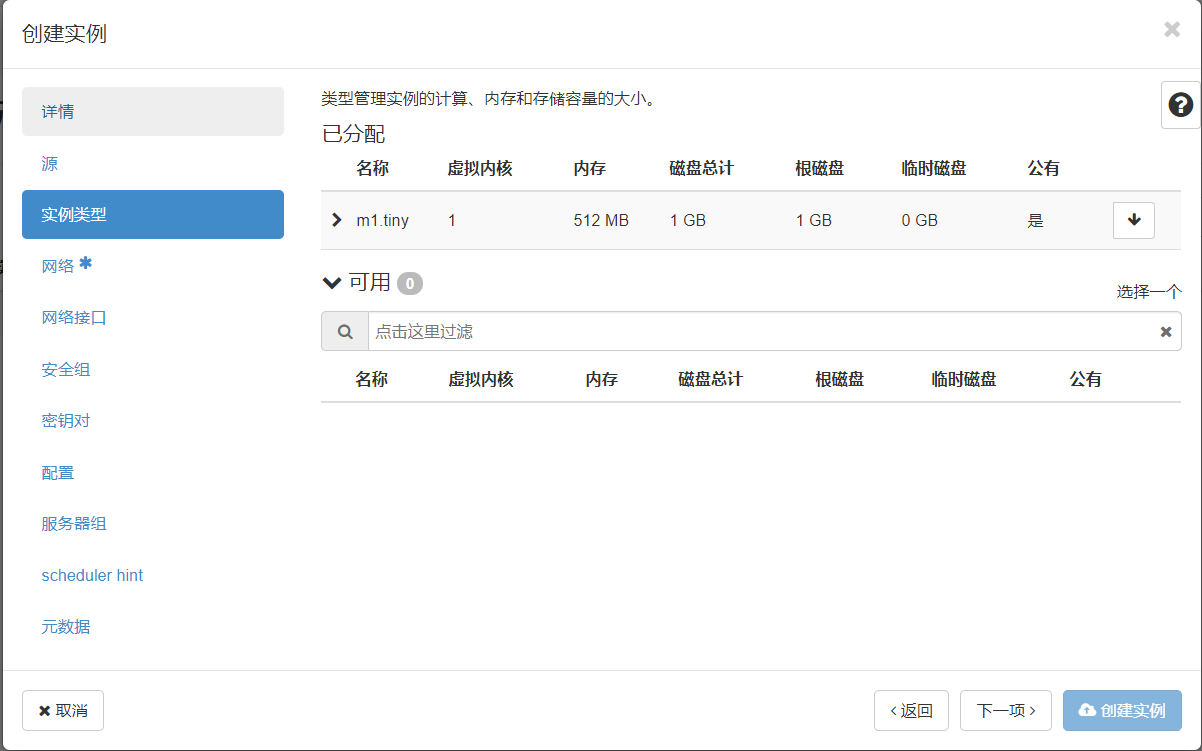 创建实例
详情
源
实例类型
网络 *
网络接口
安全组
密钥对
配置
服务器组
scheduler hint
元数据
类型管理实例的计算、内存和存储容量的大小。
已分配
名称 虚拟内核 内存 磁盘总计 根磁盘 临时磁盘 公有
m1.tiny 1 512 MB 1 GB 1 GB 0 GB 是
可用 0
选择一个
点击这里过滤
名称 虚拟内核 内存 磁盘总计 根磁盘 临时磁盘 公有
取消
返回 下一项 创建实例